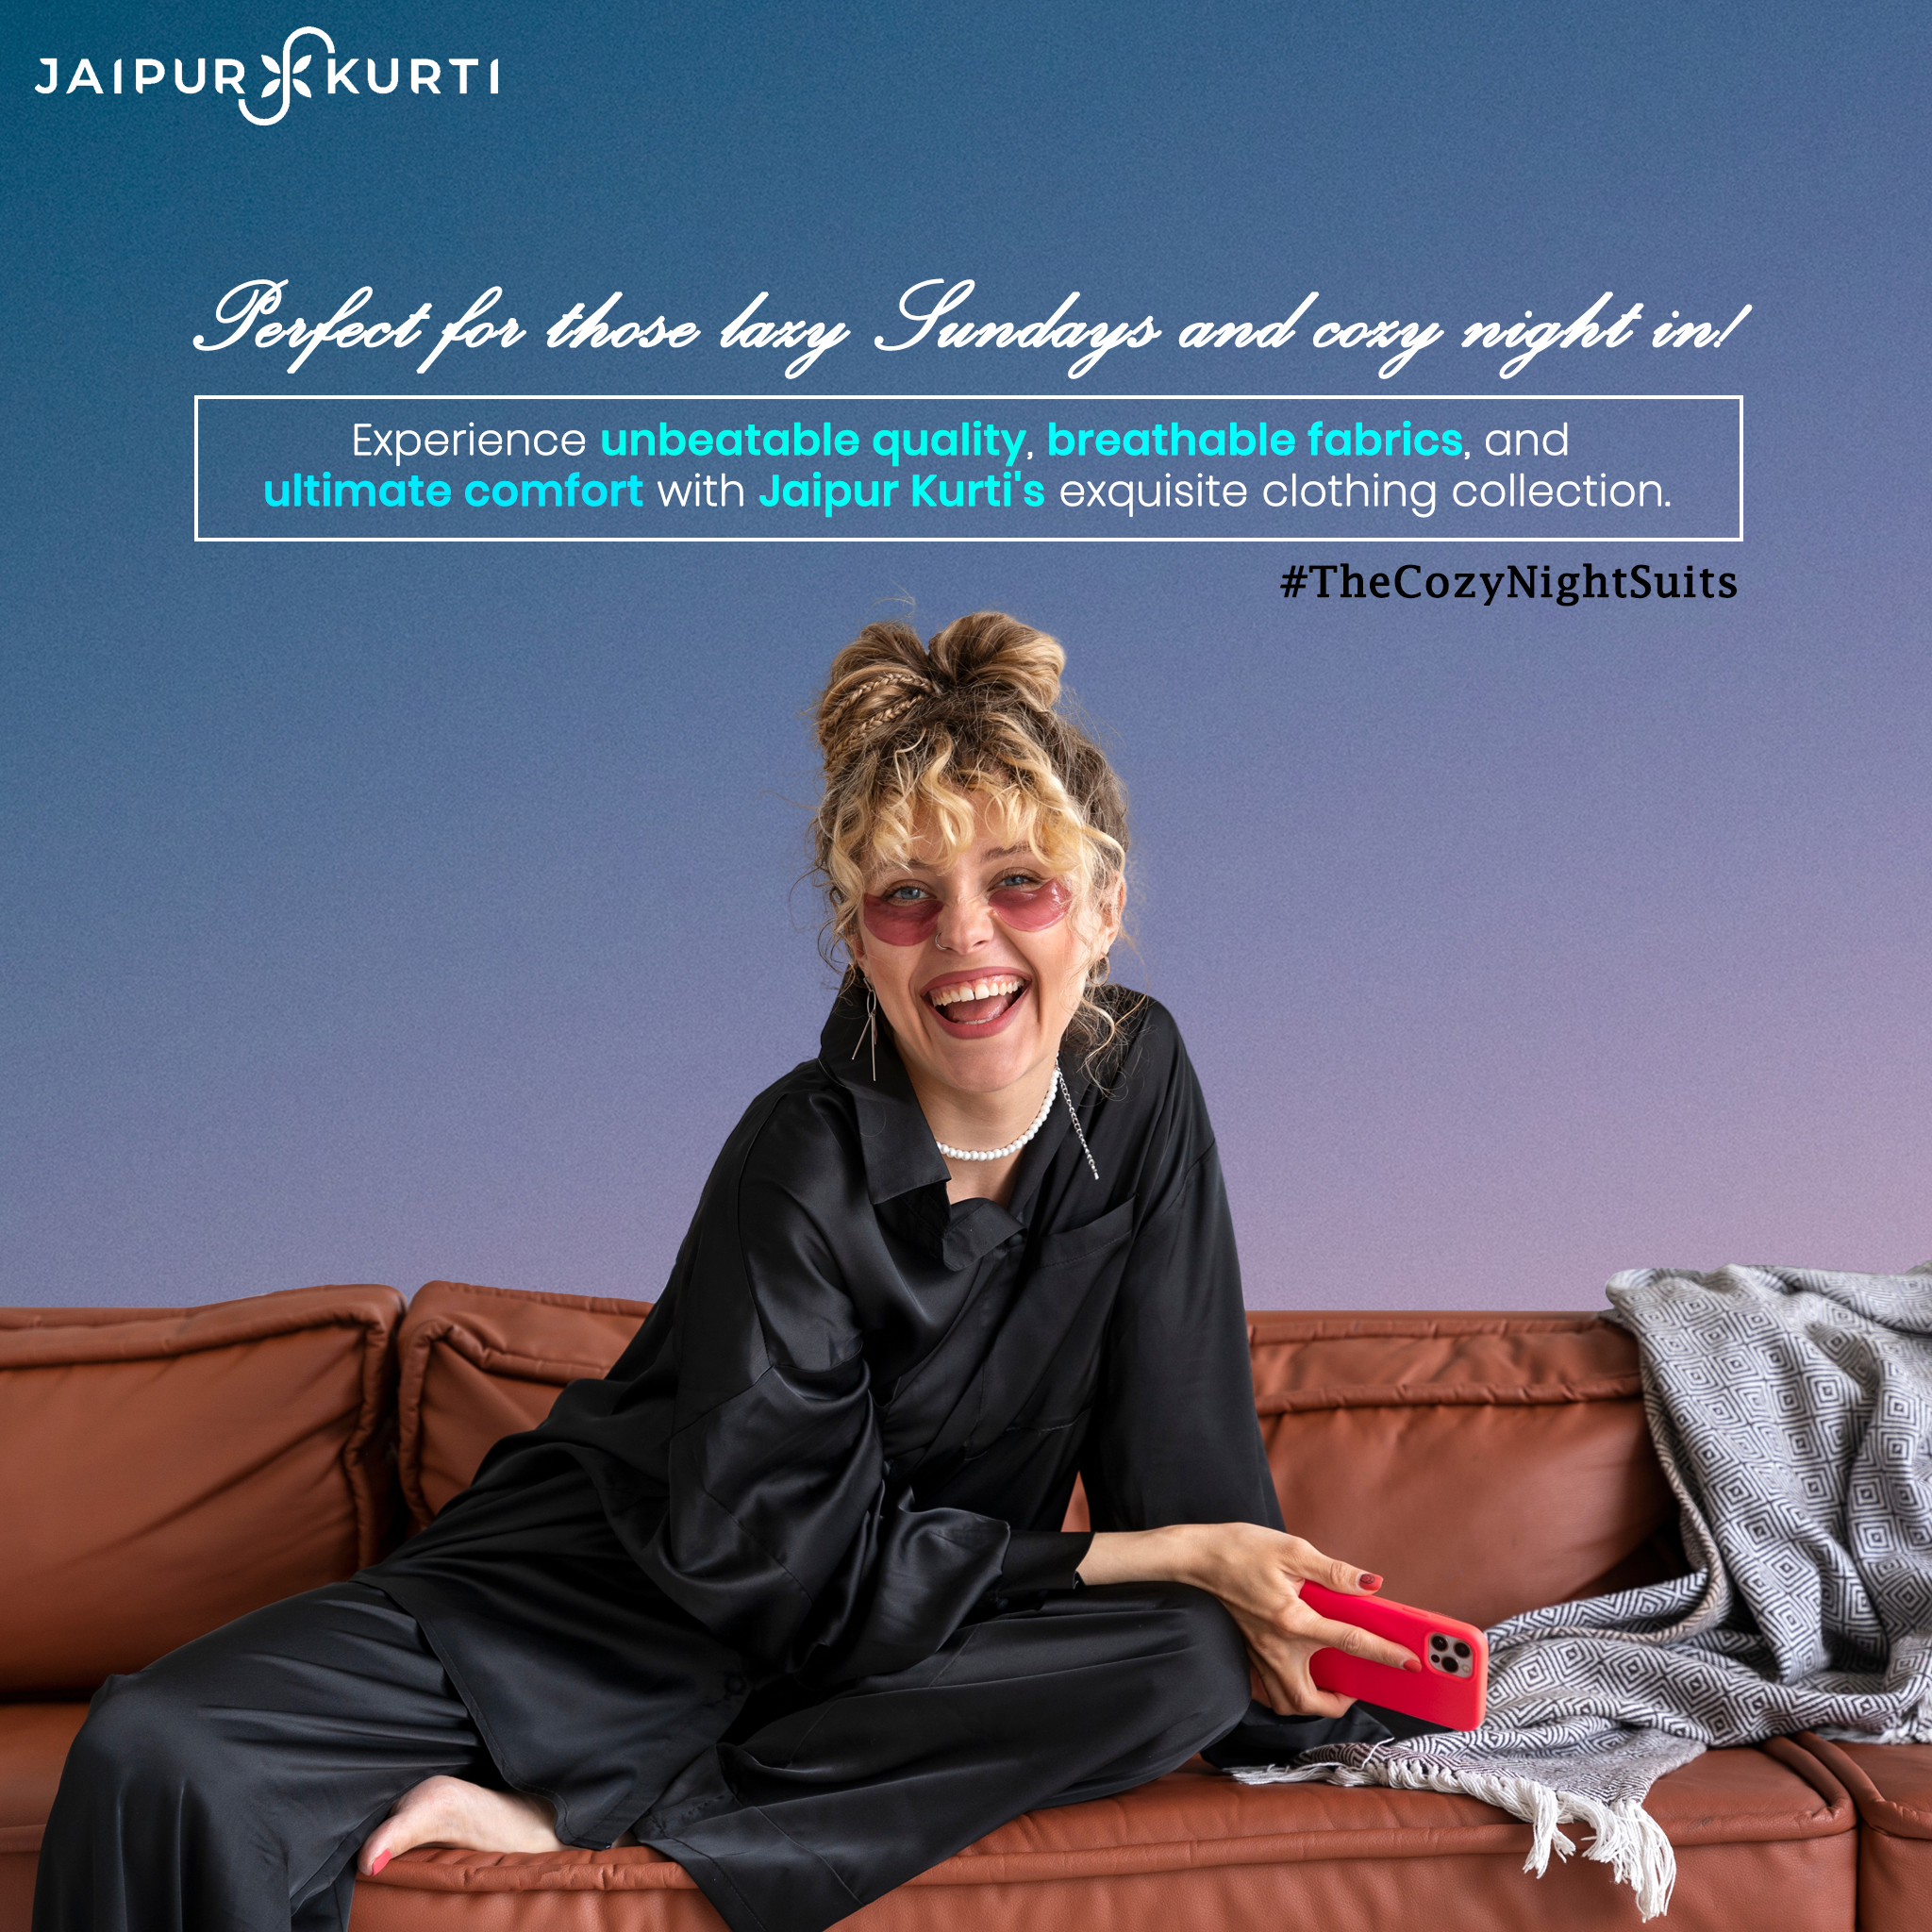 JAIPUR KURTI
Perfect for those lazy Sundays and cozy night in!
Experience unbeatable quality, breathable fabrics, and
ultimate comfort with Jaipur Kurti's exquisite clothing collection.
#TheCozyNightSuits